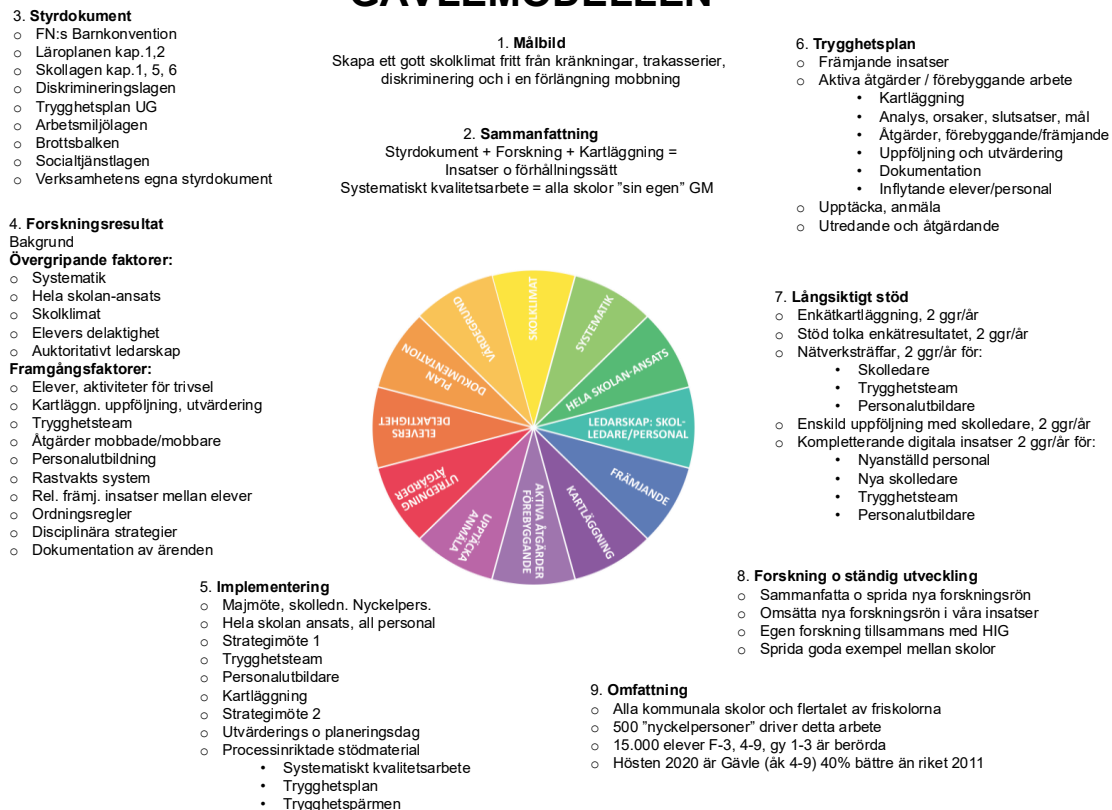 GÄVLEMODELLEN
3. Styrdokument
o FN:s Barnkonvention
o Läroplanen kap.1,2
o Skollagen kap.1, 5, 6
o Diskrimineringslagen
o Trygghetsplan UG
o Arbetsmiljölagen
o Brottsbalken
o Socialtjänstlagen
o Verksamhetens egna styrdokument
1. Målbild
Skapa ett gott skolklimat fritt från kränkningar, trakasserier,
diskriminering och i en förlängning mobbning
2. Sammanfattning
Styrdokument + Forskning + Kartläggning =
Insatser o förhållningssätt
Systematiskt kvalitetsarbete = alla skolor ”sin egen” GM
6. Trygghetsplan
o Främjande insatser
o Aktiva åtgärder / förebyggande arbete
• Kartläggning
• Analys, orsaker, slutsatser, mål
• Åtgärder, förebyggande/främjande
• Uppföljning och utvärdering
• Dokumentation
• Inflytande elever/personal
o Upptäcka, anmäla
o Utredande och åtgärdande
4. Forskningsresultat
Bakgrund
Övergripande faktorer:
o Systematik
o Hela skolan-ansats
o Skolklimat
o Elevers delaktighet
o Auktoritativt ledarskap
Framgångsfaktorer:
o Elever, aktiviteter för trivsel
o Kartläggn. uppföljning, utvärdering
o Trygghetsteam
o Åtgärder mobbade/mobbare
o Personalutbildning
o Rastvakts system
o Rel. främj. insatser mellan elever
o Ordningsregler
o Disciplinära strategier
o Dokumentation av ärenden
SKOLKLIMAT
SYSTEMATIK
HELA SKOLAN-ANSATS
LEDARSKAP: SKOL-
LEDARE/PERSONAL
FRÄMJANDE
KARTLÄGGNING
AKTIVA ÅTGÄRDER
FÖREBYGGANDE
UPPTÄCKA
ANMÄLA
UTREDNING
ÅTGÄRDER
ELEVERS
DELAKTIGHET
PLAN
DOKUMENTATION
VÄRDEGRUND
7. Långsiktigt stöd
o Enkätkartläggning, 2 ggr/år
o Stöd tolka enkätresultatet, 2 ggr/år
o Nätverksträffar, 2 ggr/år för:
• Skolledare
• Trygghetsteam
• Personalutbildare
o Enskild uppföljning med skolledare, 2 ggr/år
o Kompletterande digitala insatser 2 ggr/år för:
• Nyanställd personal
• Nya skolledare
• Trygghetsteam
• Personalutbildare
5. Implementering
o Majmöte, skolledn. Nyckelpers.
o Hela skolan ansats, all personal
o Strategimöte 1
o Trygghetsteam
o Personalutbildare
o Kartläggning
o Strategimöte 2
o Utvärderings o planeringsdag
o Processinriktade stödmaterial
• Systematiskt kvalitetsarbete
• Trygghetsplan
• Trygghetspärmen
8. Forskning o ständig utveckling
o Sammanfatta o sprida nya forskningsrön
o Omsätta nya forskningsrön i våra insatser
o Egen forskning tillsammans med HIG
o Sprida goda exempel mellan skolor
9. Omfattning
o Alla kommunala skolor och flertalet av friskolorna
o 500 ”nyckelpersoner” driver detta arbete
o 15.000 elever F-3, 4-9, gy 1-3 är berörda
o Hösten 2020 är Gävle (åk 4-9) 40% bättre än riket 2011